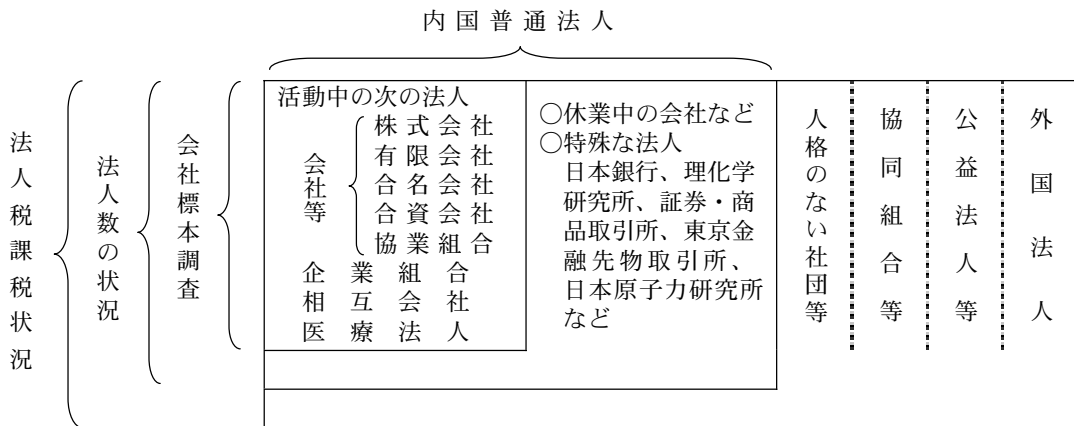 内国普通法人
法人税課税状況
法人数の状況
会社標本調査
活動中の次の法人
会社等
株式会社
有限会社
合名会社
合資会社
協業組合
企業組合
相互会社
医療法人
○休業中の会社など
○特殊な法人
日本銀行、理化学
研究所、証券・商
品取引所、東京金
融先物取引所、
日本原子力研究所
など
人格のない社団等
協同組合等
公益法人等
外国法人